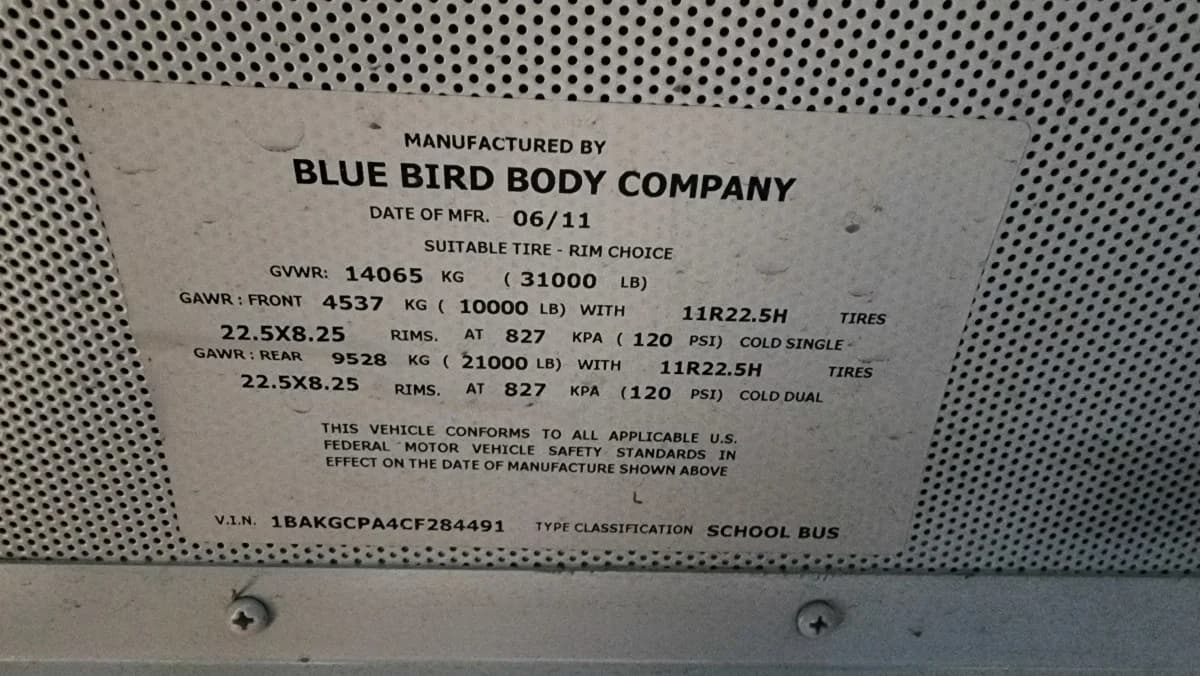 MANUFACTURED BY
BLUE BIRD BODY COMPANY
DATE OF MFR. 06/11
SUITABLE TIRE - RIM CHOICE
GVWR: 14065 KG ( 31000 LB)
GAWR : FRONT 4537 KG ( 10000 LB) WITH 11R22.5H TIRES
22.5X8.25 RIMS. AT 827 KPA ( 120 PSI) COLD SINGLE
GAWR : REAR 9528 KG ( 21000 LB) WITH 11R22.5H TIRES
22.5X8.25 RIMS. AT 827 KPA (120 PSI) COLD DUAL
THIS VEHICLE CONFORMS TO ALL APPLICABLE U.S.
FEDERAL MOTOR VEHICLE SAFETY STANDARDS IN
EFFECT ON THE DATE OF MANUFACTURE SHOWN ABOVE
V.I.N. 1BAKGCPA4CF284491 TYPE CLASSIFICATION SCHOOL BUS